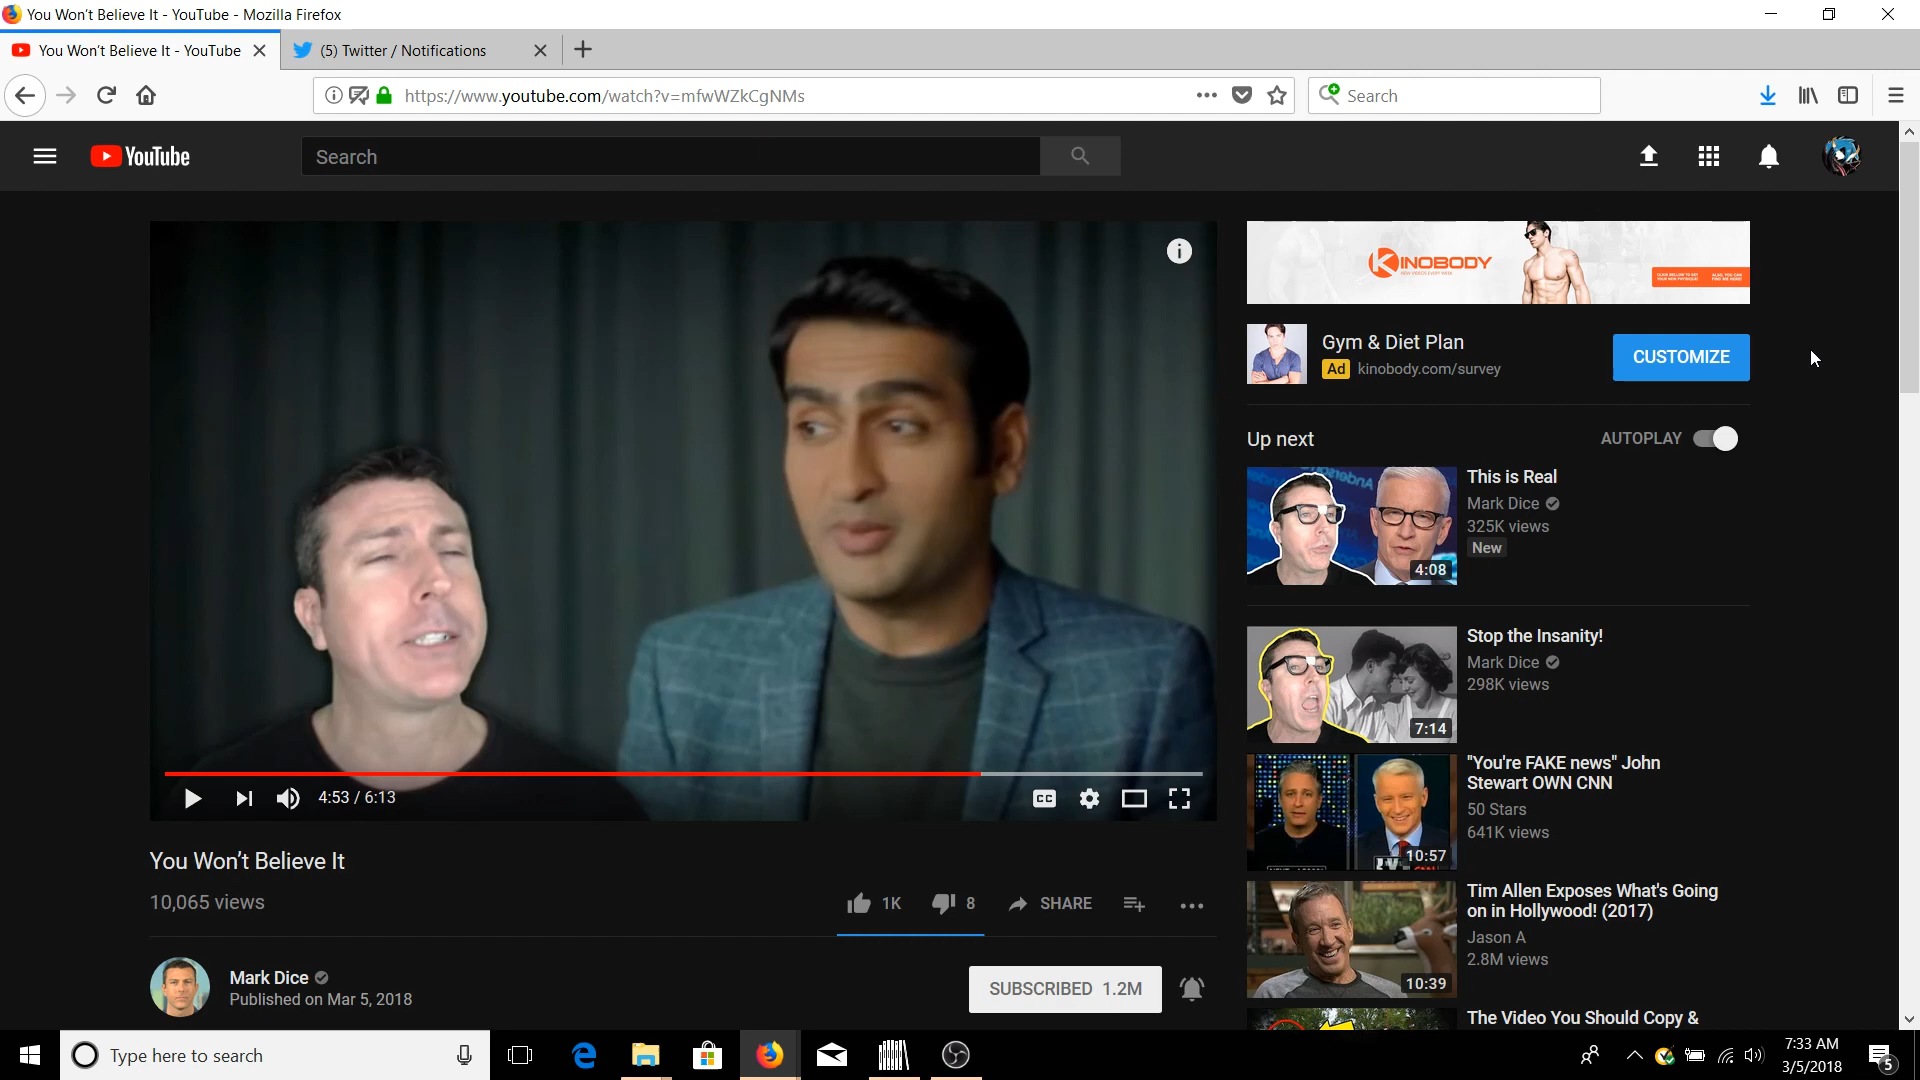 You Won't Believe It - YouTube - Mozilla Firefox
You Won't Believe It - YouTube
(5) Twitter / Notifications
https://www.youtube.com/watch?v=mfwWZkCgNMs
Search
YouTube
Search
KINOBODY
NEW VIDEOS EVERY WEEK
Gym & Diet Plan
Ad kinobody.com/survey
CUSTOMIZE
Up next
AUTOPLAY
This is Real
Mark Dice
325K views
New
4:08
Stop the Insanity!
Mark Dice
298K views
7:14
"You're FAKE news" John
Stewart OWN CNN
50 Stars
641K views
10:57
Tim Allen Exposes What's Going
on in Hollywood! (2017)
Jason A
2.8M views
10:39
The Video You Should Copy &
4:53 / 6:13
CC
You Won't Believe It
10,065 views
1K
8
SHARE
Mark Dice
Published on Mar 5, 2018
SUBSCRIBED 1.2M
Type here to search
7:33 AM
3/5/2018
5